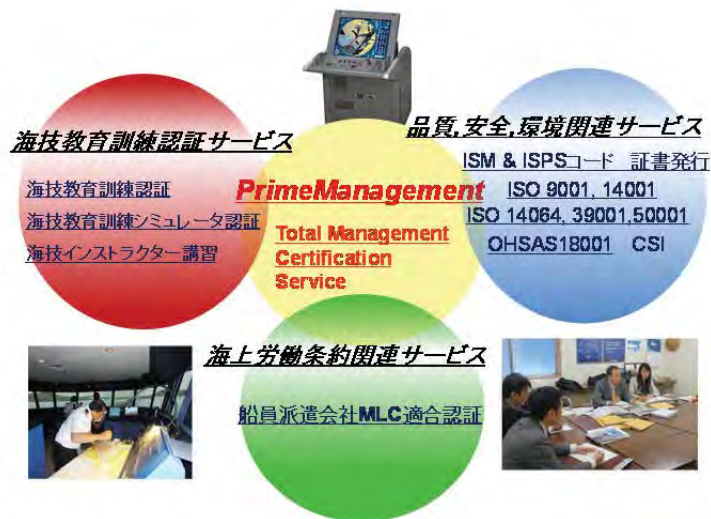 海技教育訓練認証サービス
海技教育訓練認証
海技教育訓練シミュレータ認証
海技インストラクター講習
PrimeManagement
Total Management
Certification
Service
品質,安全,環境関連サービス
ISM & ISPSコード 証書発行
ISO 9001, 14001
ISO 14064, 39001,50001
OHSAS18001 CSI
海上労働条約関連サービス
船員派遣会社MLC適合認証